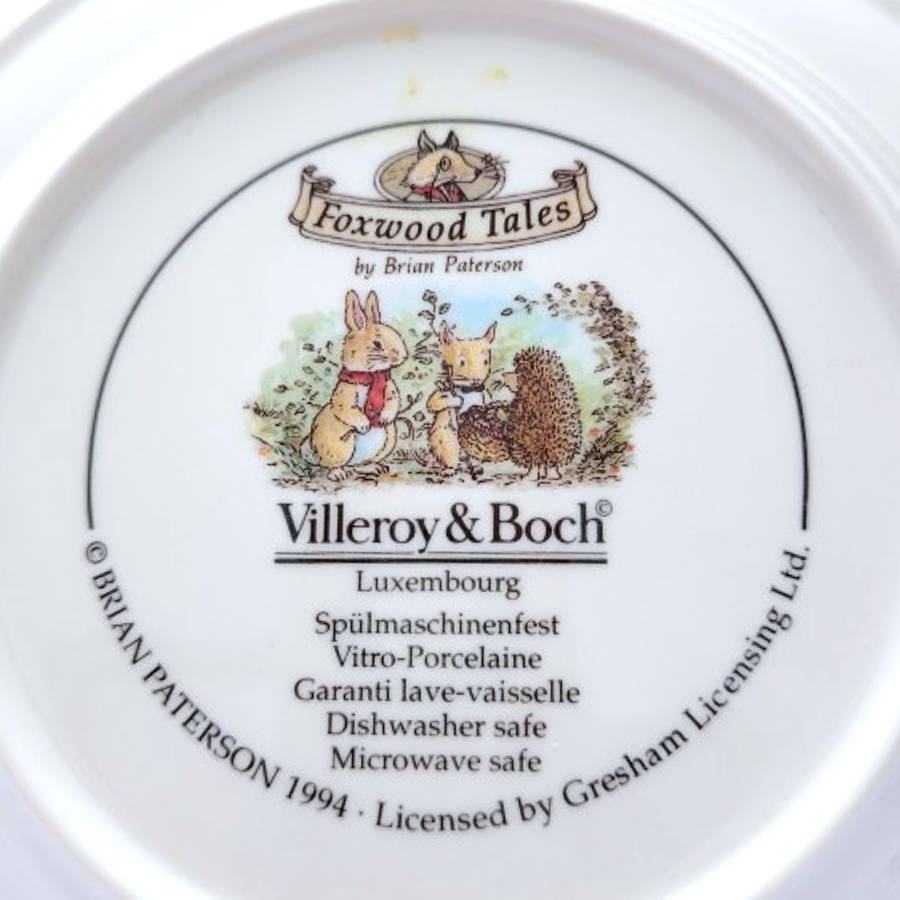 Foxwood Tales
by Brian Paterson
Villeroy & Boch©
Luxembourg
Spülmaschinenfest
Vitro-Porcelaine
Garanti lave-vaisselle
Dishwasher safe
Microwave safe
© BRIAN PATERSON 1994 · Licensed by Gresham Licensing Ltd.